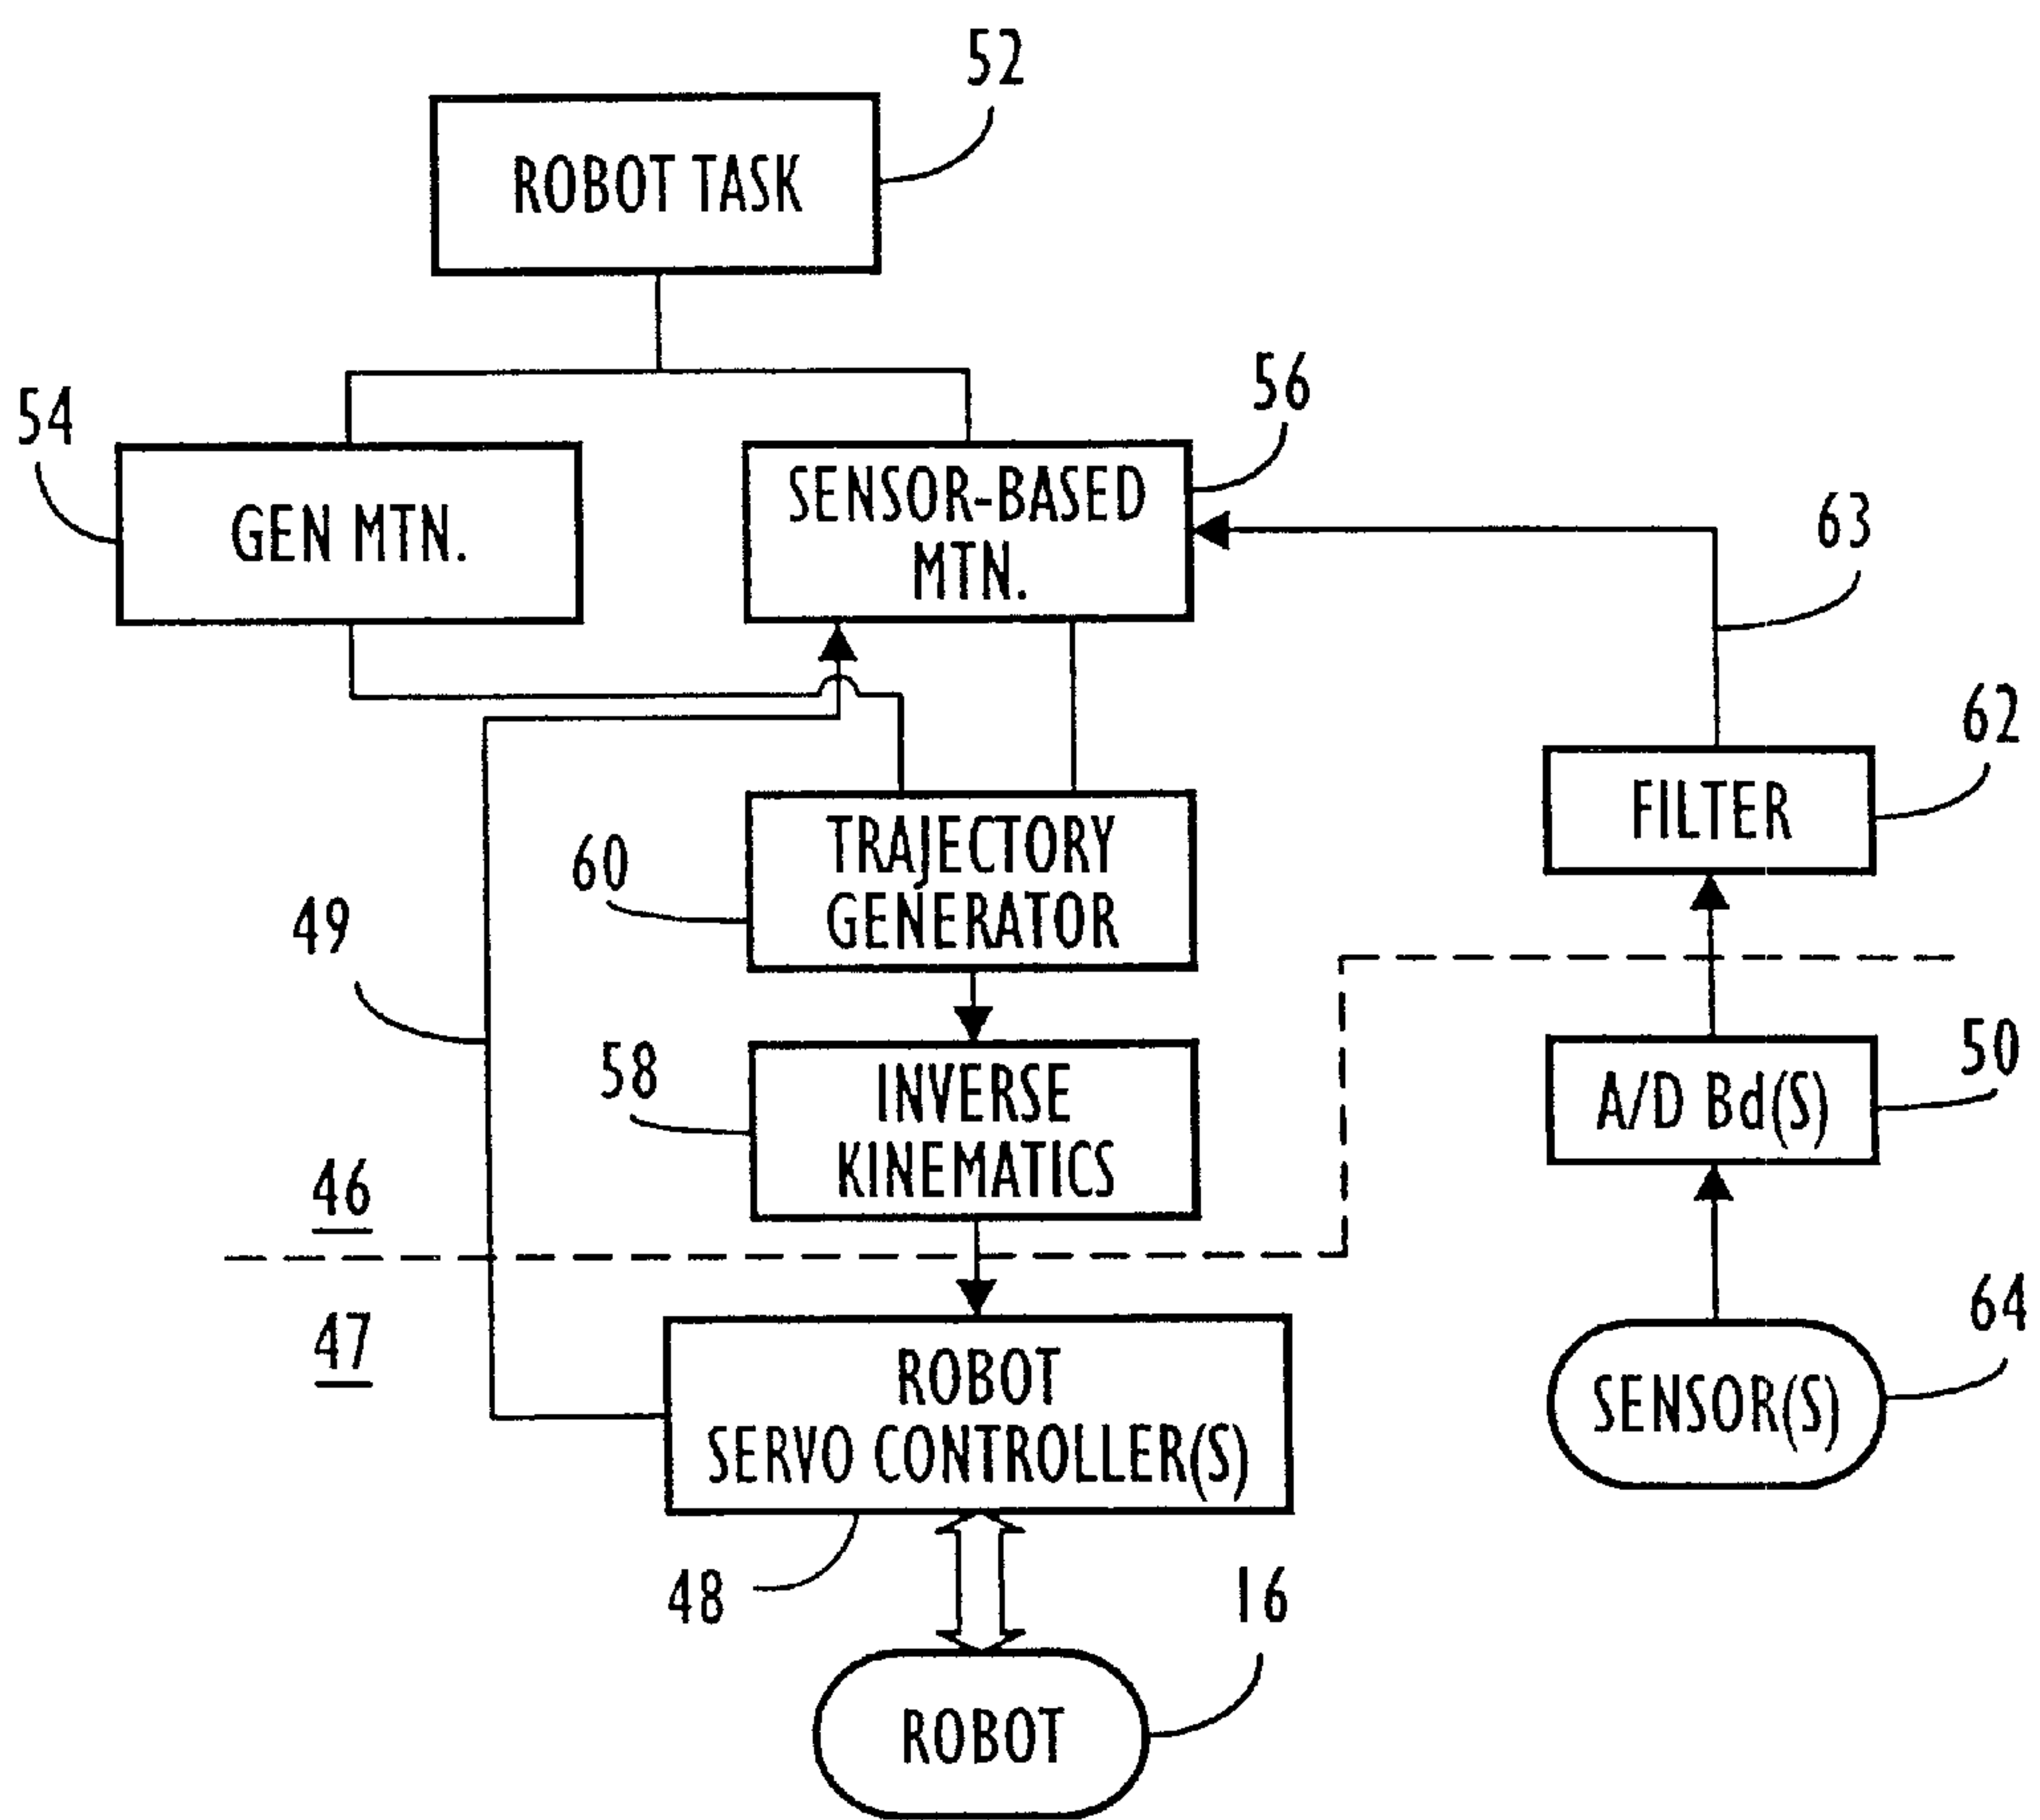 52
ROBOT TASK
54
56
GEN MTN.
SENSOR-BASED
MTN.
63
62
FILTER
60
TRAJECTORY
GENERATOR
49
58
INVERSE
KINEMATICS
50
A/D Bd(S)
46
47
ROBOT
SERVO CONTROLLER(S)
64
SENSOR(S)
48
16
ROBOT